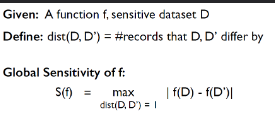 Given: A function f, sensitive dataset D
Define: dist(D, D') = #records that D, D' differ by
Global Sensitivity of f:
S(f) = max | f(D) - f(D')|
dist(D, D') = 1